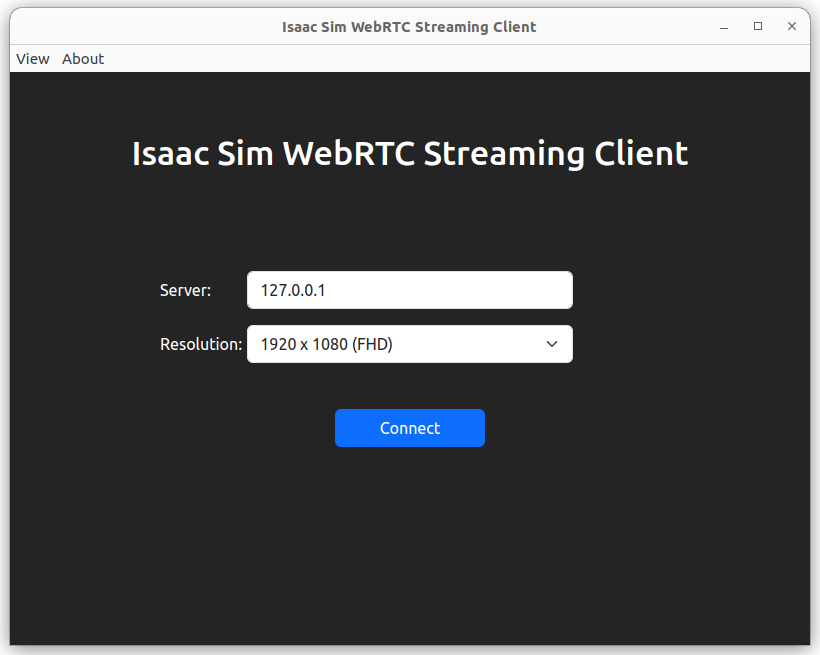 Isaac Sim WebRTC Streaming Client
View About
Isaac Sim WebRTC Streaming Client
Server: 127.0.0.1
Resolution: 1920 x 1080 (FHD)
Connect